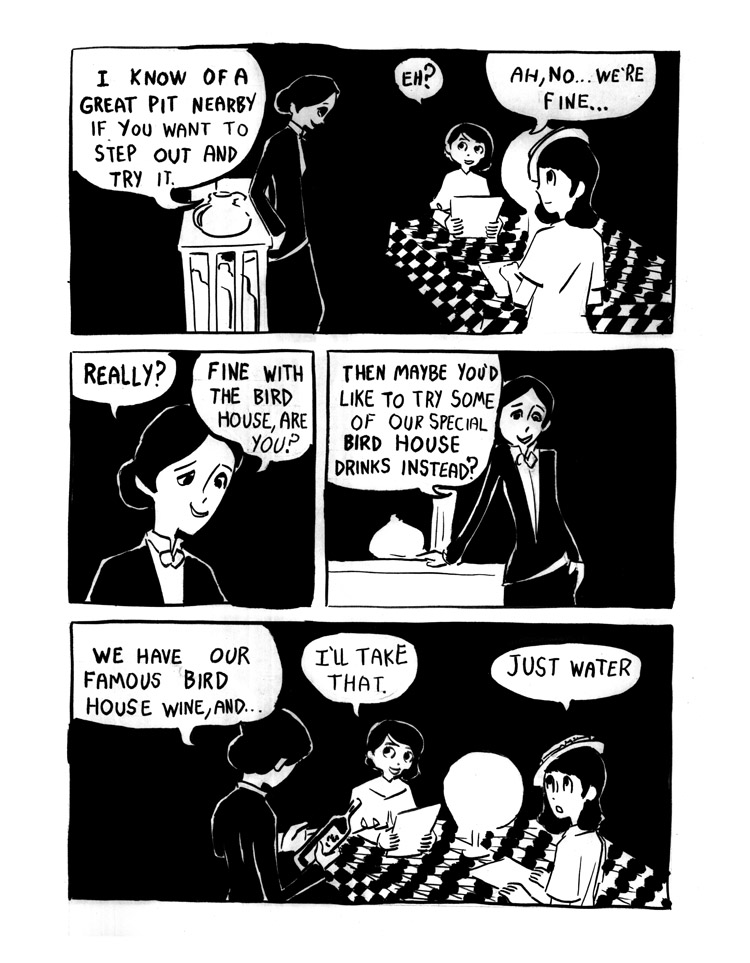 I KNOW OF A
GREAT PIT NEARBY
IF YOU WANT TO
STEP OUT AND
TRY IT.
EH?
AH, NO... WE'RE
FINE...
REALLY?
FINE WITH
THE BIRD
HOUSE, ARE
YOU?
THEN MAYBE YOU'D
LIKE TO TRY SOME
OF OUR SPECIAL
BIRD HOUSE
DRINKS INSTEAD?
WE HAVE OUR
FAMOUS BIRD
HOUSE WINE, AND...
I'LL TAKE
THAT.
JUST WATER